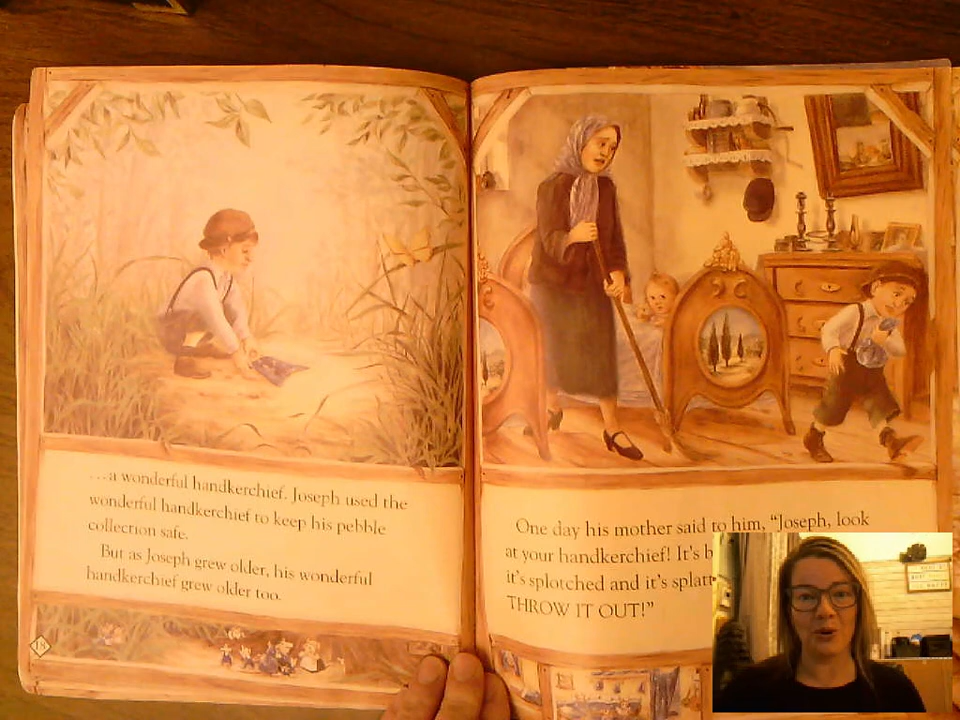 …a wonderful handkerchief. Joseph used the
wonderful handkerchief to keep his pebble
collection safe.
But as Joseph grew older, his wonderful
handkerchief grew older too.
18
One day his mother said to him, “Joseph, look
at your handkerchief! It's
it's splotched and it's
THROW IT OUT!”